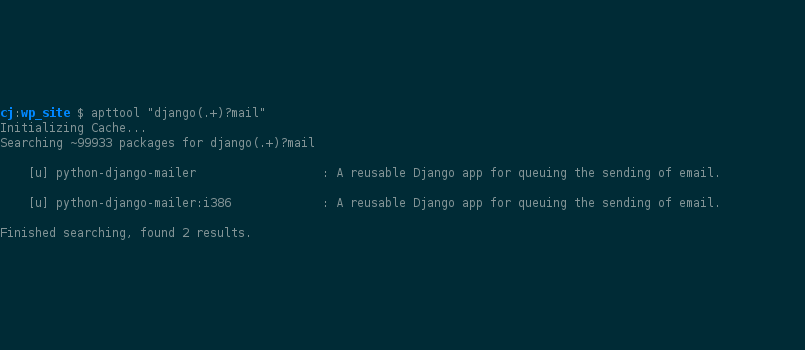 cj:wp_site $ apttool "django(.+)?mail"
Initializing Cache...
Searching ~99933 packages for django(.+)?mail
[u] python-django-mailer : A reusable Django app for queuing the sending of email.
[u] python-django-mailer:i386 : A reusable Django app for queuing the sending of email.
Finished searching, found 2 results.